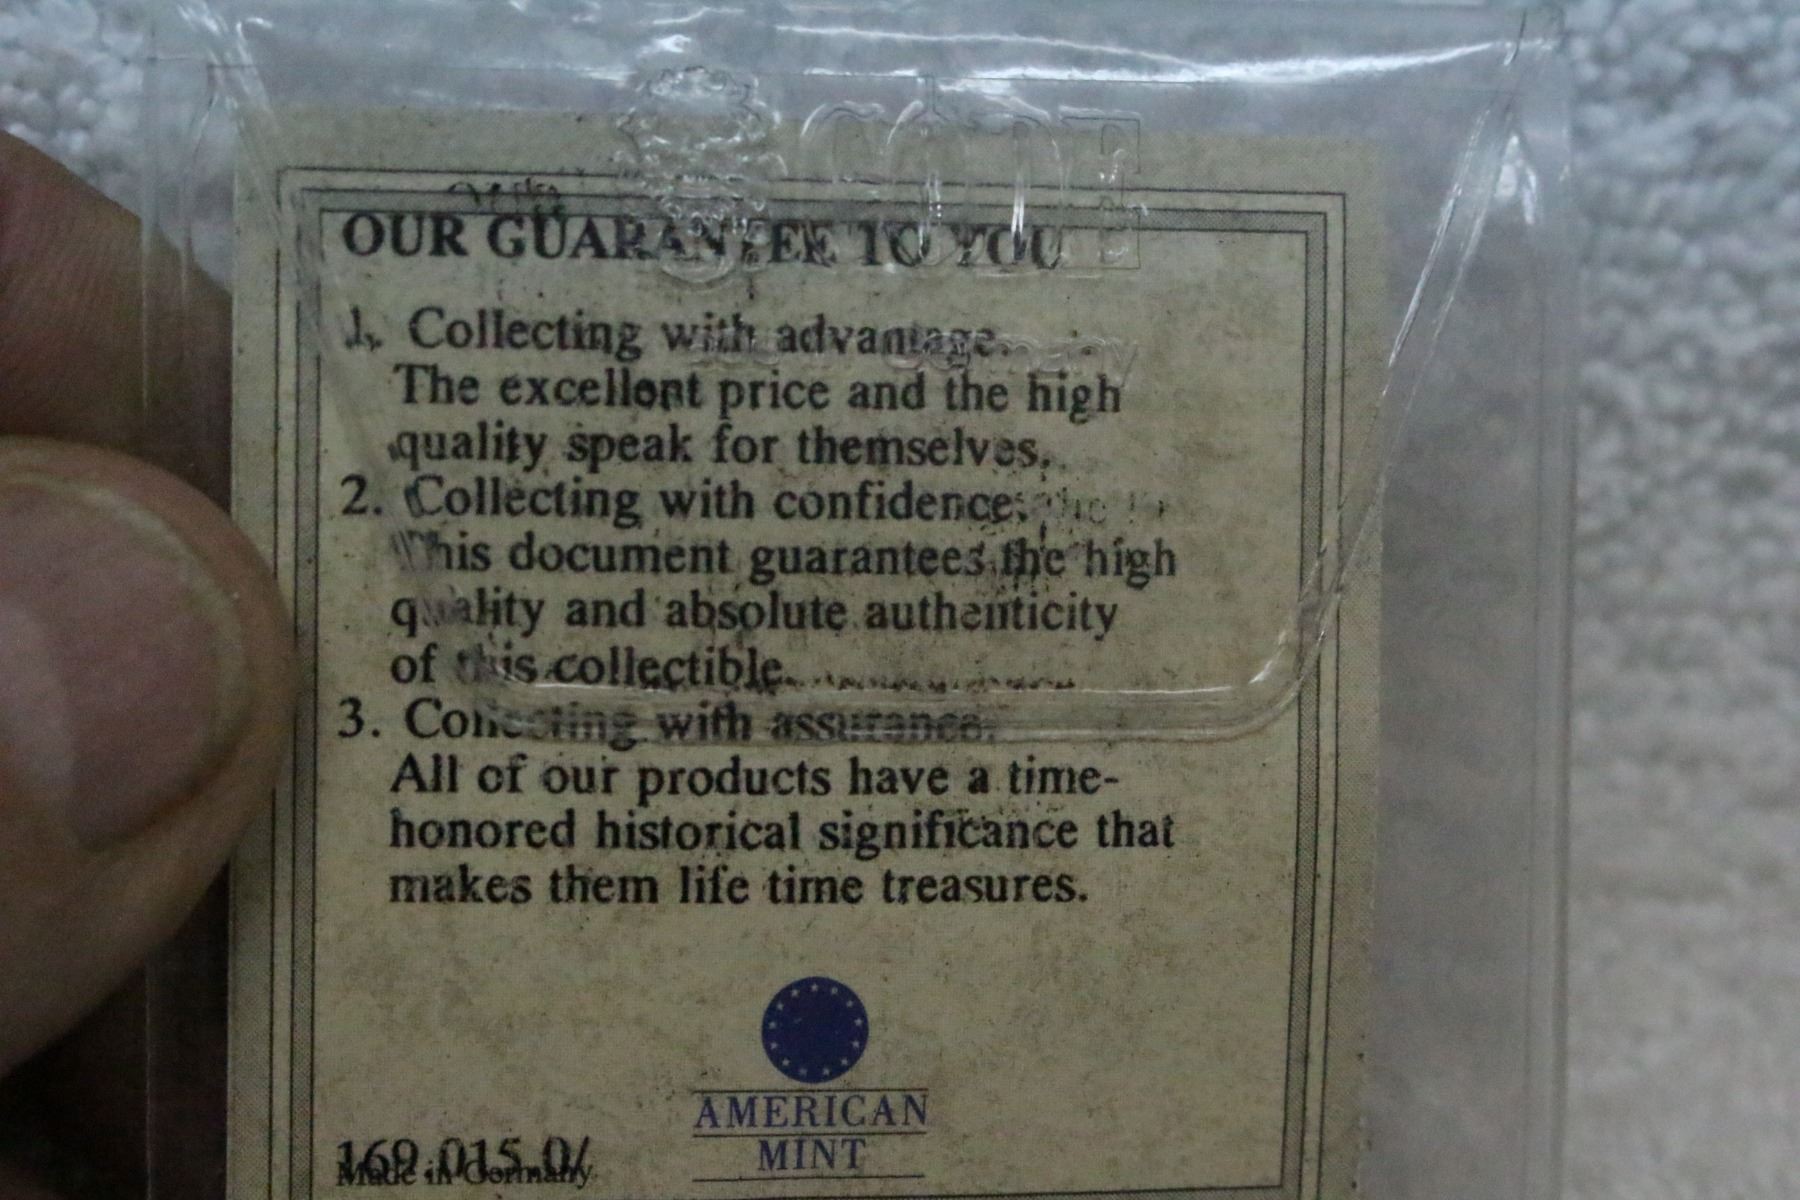 CODE
OUR GUARANTEE TO YOU
1. Collecting with advantage.
The excellent price and the high
quality speak for themselves.
2. Collecting with confidence.
This document guarantees the high
quality and absolute authenticity
of this collectible.
3. Collecting with assurance.
All of our products have a time-
honored historical significance that
makes them life time treasures.
AMERICAN
MINT
169.015.0/
Made in Germany